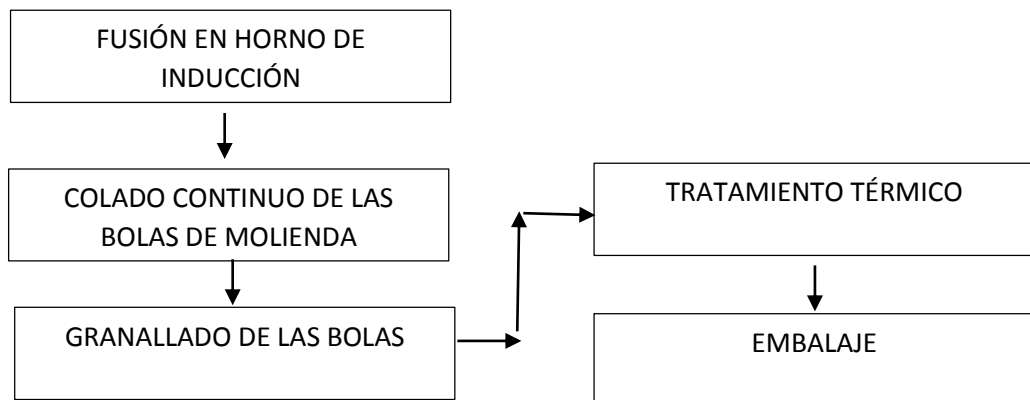 FUSIÓN EN HORNO DE
INDUCCIÓN
COLADO CONTINUO DE LAS
BOLAS DE MOLIENDA
GRANALLADO DE LAS BOLAS
TRATAMIENTO TÉRMICO
EMBALAJE